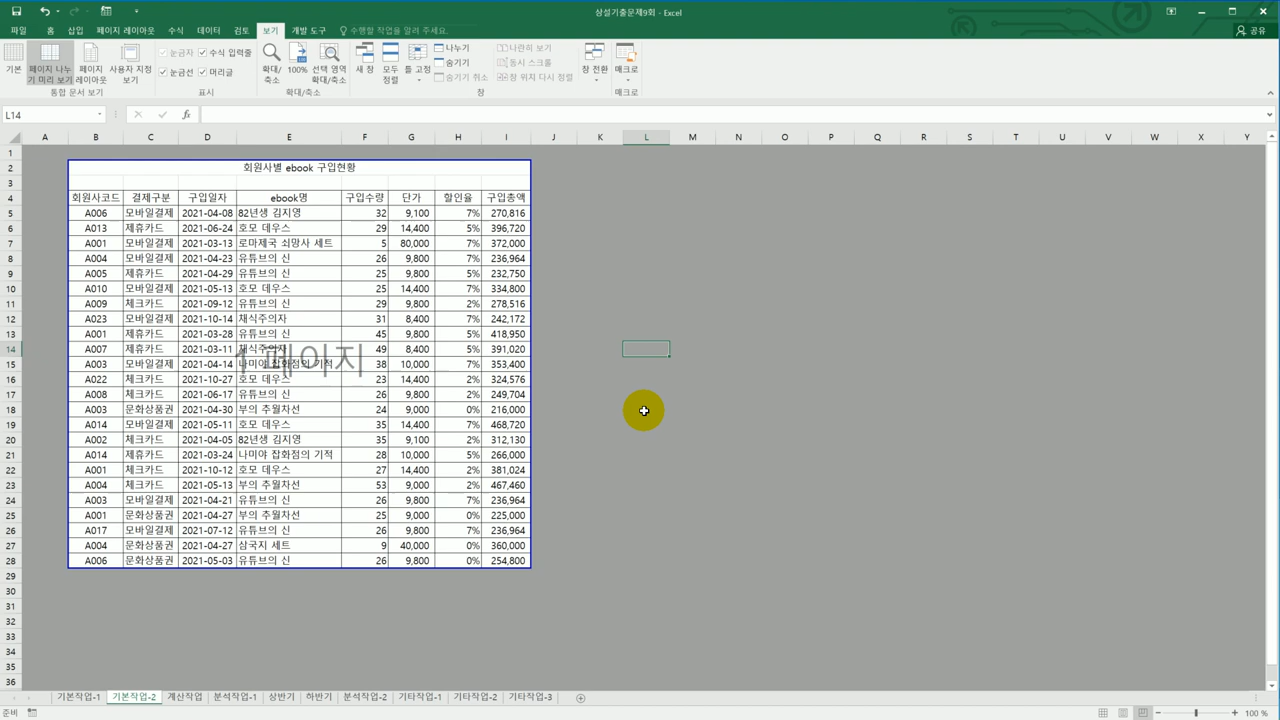 상설기출문제9회 - Excel
파일 홈 삽입 페이지 레이아웃 수식 데이터 검토 보기 개발 도구 수행할 작업을 알려 주세요. 공유
기본
페이지 나누기 미리 보기
페이지 레이아웃
사용자 지정 보기
통합 문서 보기
눈금자 수식 입력줄
눈금선 머리글
표시
확대/축소
100%
선택 영역 확대/축소
확대/축소
새 창
모두 정렬
틀 고정
나누기
숨기기
숨기기 취소
나란히 보기
동시 스크롤
창 위치 다시 정렬
창 전환
창
매크로
매크로
L14 fx
A B C D E F G H I J K L M N O P Q R S T U V W X Y
1
2 회원사별 ebook 구입현황
3
4 회원사코드 결제구분 구입일자 ebook명 구입수량 단가 할인율 구입총액
5 A006 모바일결제 2021-04-08 82년생 김지영 32 9,100 7% 270,816
6 A013 제휴카드 2021-06-24 호모 데우스 29 14,400 5% 396,720
7 A001 모바일결제 2021-03-13 로마제국 쇠망사 세트 5 80,000 7% 372,000
8 A004 모바일결제 2021-04-23 유튜브의 신 26 9,800 7% 236,964
9 A005 제휴카드 2021-04-29 유튜브의 신 25 9,800 5% 232,750
10 A010 모바일결제 2021-05-13 호모 데우스 25 14,400 7% 334,800
11 A009 체크카드 2021-09-12 유튜브의 신 29 9,800 2% 278,516
12 A023 모바일결제 2021-10-14 채식주의자 31 8,400 7% 242,172
13 A001 제휴카드 2021-03-28 유튜브의 신 45 9,800 5% 418,950
14 A007 제휴카드 2021-03-11 채식주의자 49 8,400 5% 391,020
1 페이지
15 A003 모바일결제 2021-04-14 나미야 잡화점의 기적 38 10,000 7% 353,400
16 A022 체크카드 2021-10-27 호모 데우스 23 14,400 2% 324,576
17 A008 체크카드 2021-06-17 유튜브의 신 26 9,800 2% 249,704
18 A003 문화상품권 2021-04-30 부의 추월차선 24 9,000 0% 216,000
19 A014 모바일결제 2021-05-11 호모 데우스 35 14,400 7% 468,720
20 A002 체크카드 2021-04-05 82년생 김지영 35 9,100 2% 312,130
21 A014 제휴카드 2021-03-24 나미야 잡화점의 기적 28 10,000 5% 266,000
22 A001 체크카드 2021-10-12 호모 데우스 27 14,400 2% 381,024
23 A004 체크카드 2021-05-13 부의 추월차선 53 9,000 2% 467,460
24 A003 모바일결제 2021-04-21 유튜브의 신 26 9,800 7% 236,964
25 A001 문화상품권 2021-04-27 부의 추월차선 25 9,000 0% 225,000
26 A017 모바일결제 2021-07-12 유튜브의 신 26 9,800 7% 236,964
27 A004 문화상품권 2021-04-27 삼국지 세트 9 40,000 0% 360,000
28 A006 문화상품권 2021-05-03 유튜브의 신 26 9,800 0% 254,800
29
30
31
32
33
34
35
36
기본작업-1 기본작업-2 계산작업 분석작업-1 상반기 하반기 분석작업-2 기타작업-1 기타작업-2 기타작업-3
준비 100 %